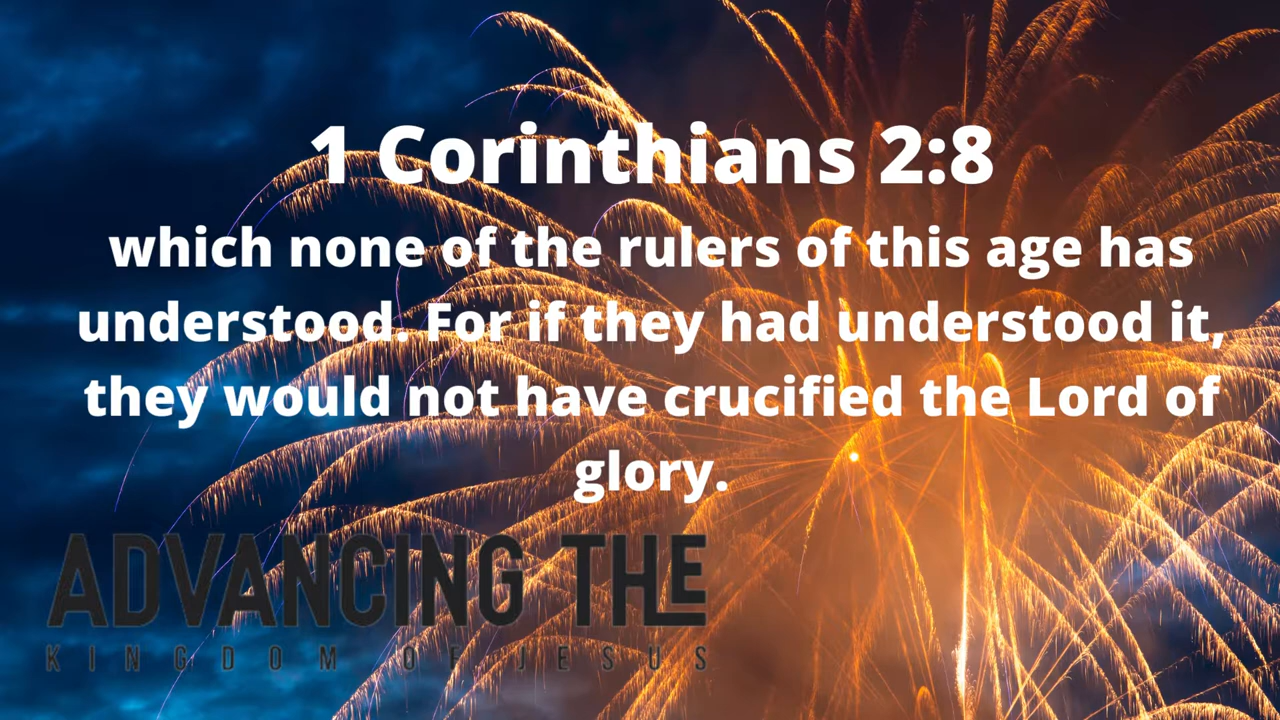 1 Corinthians 2:8
which none of the rulers of this age has
understood. For if they had understood it,
they would not have crucified the Lord of
glory.
ADVANCING THE
KINGDOM OF JESUS